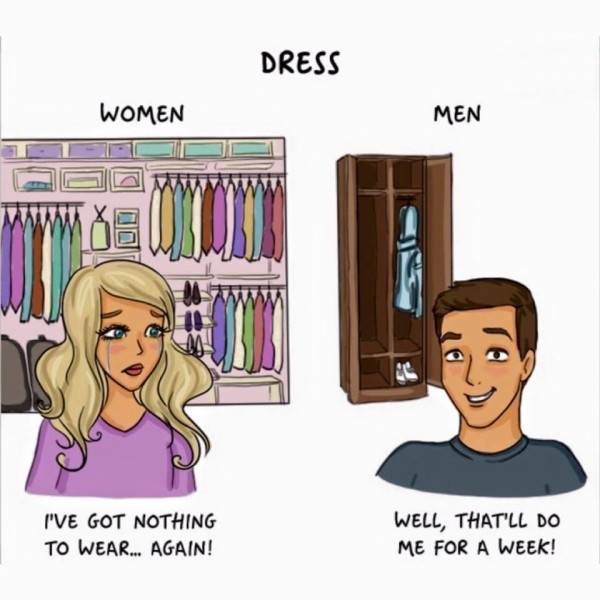 DRESS
WOMEN
MEN
I'VE GOT NOTHING
TO WEAR... AGAIN!
WELL, THAT'LL DO
ME FOR A WEEK!